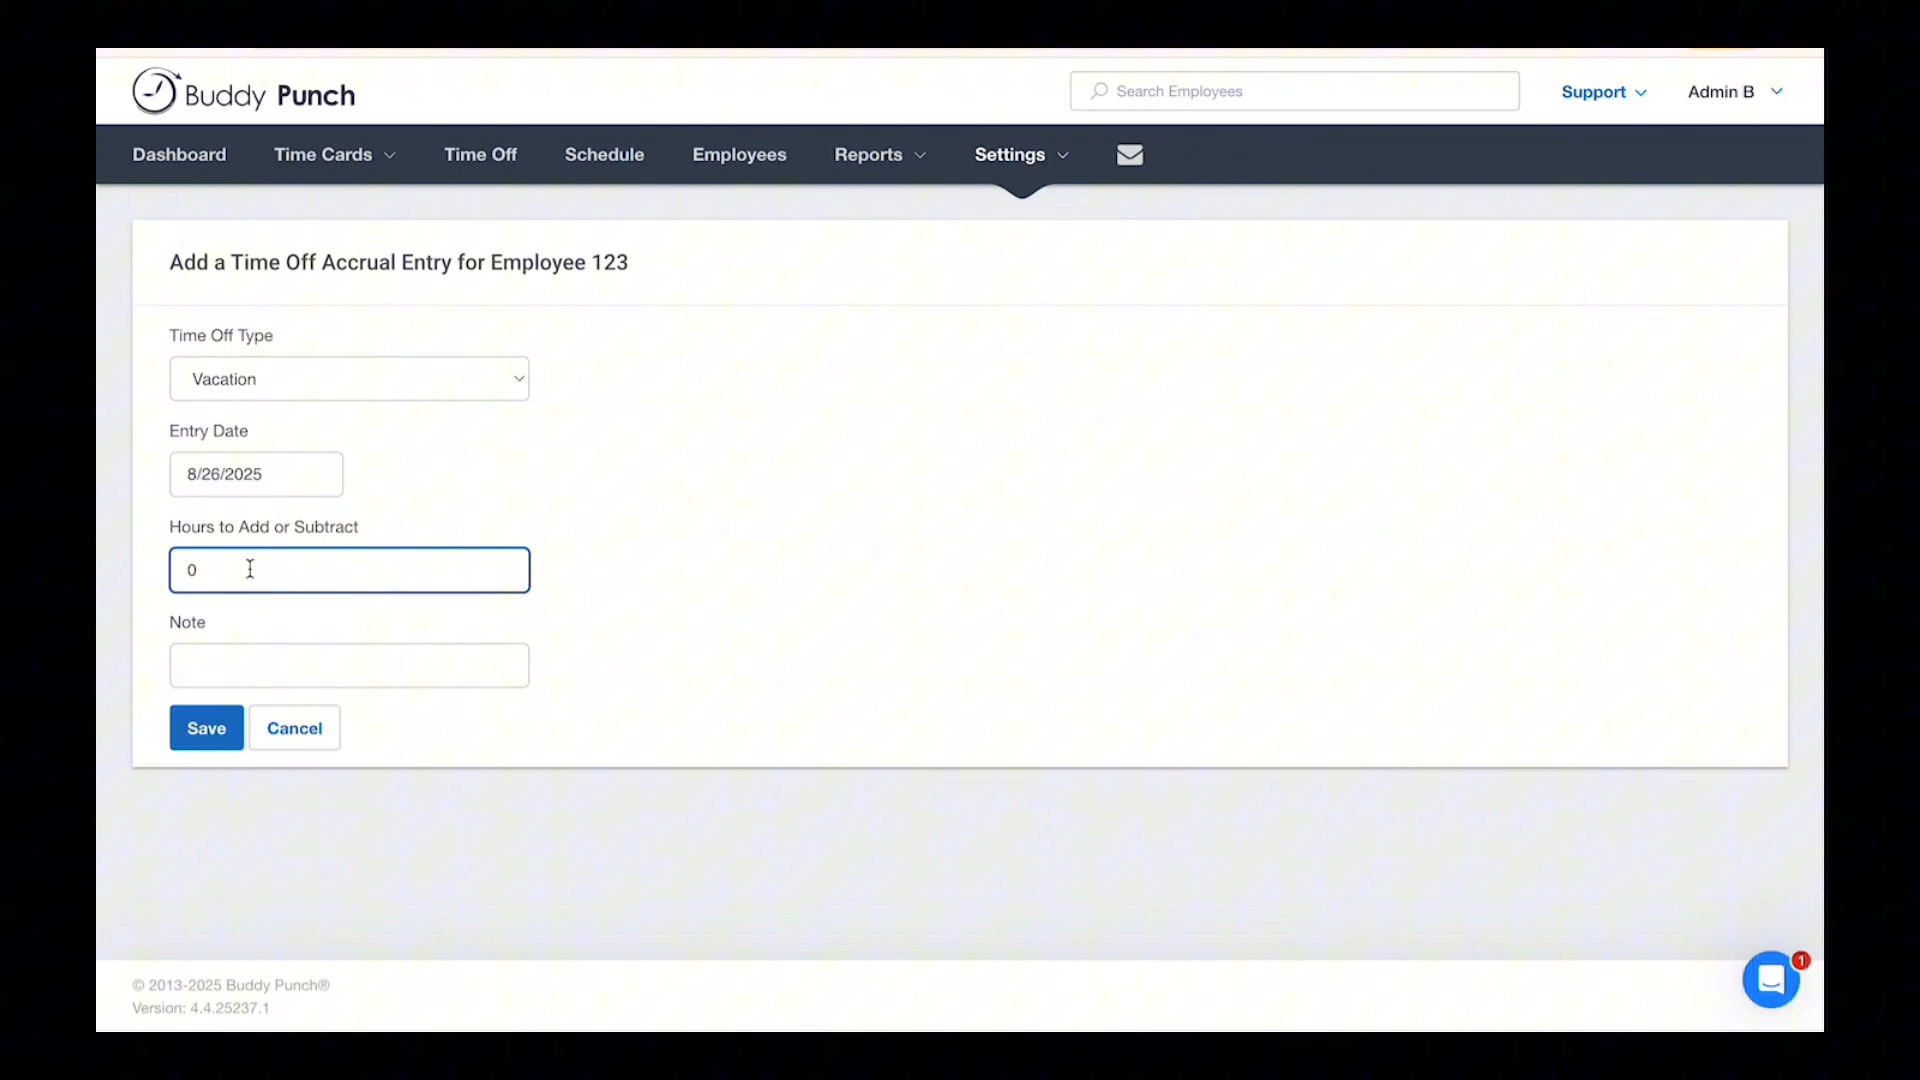 Buddy Punch
Search Employees
Support
Admin B
Dashboard
Time Cards
Time Off
Schedule
Employees
Reports
Settings
Add a Time Off Accrual Entry for Employee 123
Time Off Type
Vacation
Entry Date
8/26/2025
Hours to Add or Subtract
0
Note
Save
Cancel
© 2013-2025 Buddy Punch®
Version: 4.4.25237.1
1